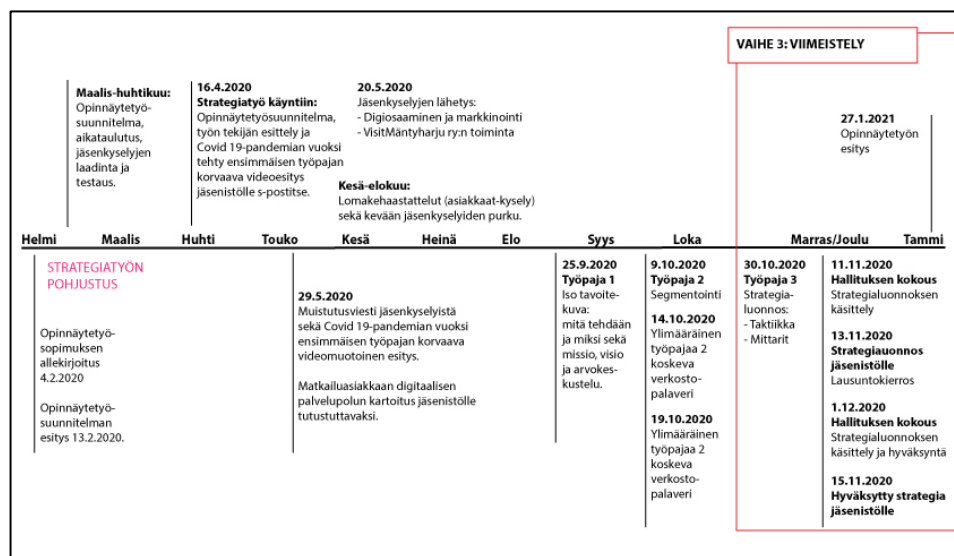 VAIHE 3: VIIMEISTELY
Maalis-huhtikuu:
Opinnäytetyö-
suunnitelma,
aikataulutus,
jäsenkyselyjen
laadinta ja
testaus.
16.4.2020
Strategiatyö käyntiin:
Opinnäytetyösuunnitelma,
työn tekijän esittely ja
Covid 19-pandemian vuoksi
tehty ensimmäisen työpajan
korvaava videoesitys
jäsenistölle s-postitse.
20.5.2020
Jäsenkyselyjen lähetys:
- Digiosaaminen ja markkinointi
- VisitMäntyharju ry:n toiminta
Kesä-elokuu:
Lomakehaastattelut (asiakkaat-kysely)
sekä kevään jäsenkyselyiden purku.
27.1.2021
Opinnäytetyön
esitys
Helmi Maalis Huhti Touko Kesä Heinä Elo Syys Loka Marras/Joulu Tammi
STRATEGIATYÖN
POHJUSTUS
Opinnäytetyö-
sopimuksen
allekirjoitus
4.2.2020
Opinnäytetyö-
suunnitelman
esitys 13.2.2020.
29.5.2020
Muistutusviesti jäsenkyselyistä
sekä Covid 19-pandemian vuoksi
ensimmäisen työpajan korvaava
videomuotoinen esitys.
Matkailuasiakkaan digitaalisen
palvelupolun kartoitus jäsenistölle
tutustuttavaksi.
25.9.2020
Työpaja 1
Iso tavoite-
kuva:
mitä tehdään
ja miksi sekä
missio, visio
ja arvokes-
kustelu.
9.10.2020
Työpaja 2
Segmentointi
14.10.2020
Ylimääräinen
työpajaa 2
koskeva
verkosto-
palaveri
19.10.2020
Ylimääräinen
työpajaa 2
koskeva
verkosto-
palaveri
30.10.2020
Työpaja 3
Strategia-
luonnos:
- Taktiikka
- Mittarit
11.11.2020
Hallituksen kokous
Strategialuonnoksen
käsittely
13.11.2020
Strategiauonnos
jäsenistölle
Lausuntokierros
1.12.2020
Hallituksen kokous
Strategialuonnoksen
käsittely ja hyväksyntä
15.11.2020
Hyväksytty strategia
jäsenistölle